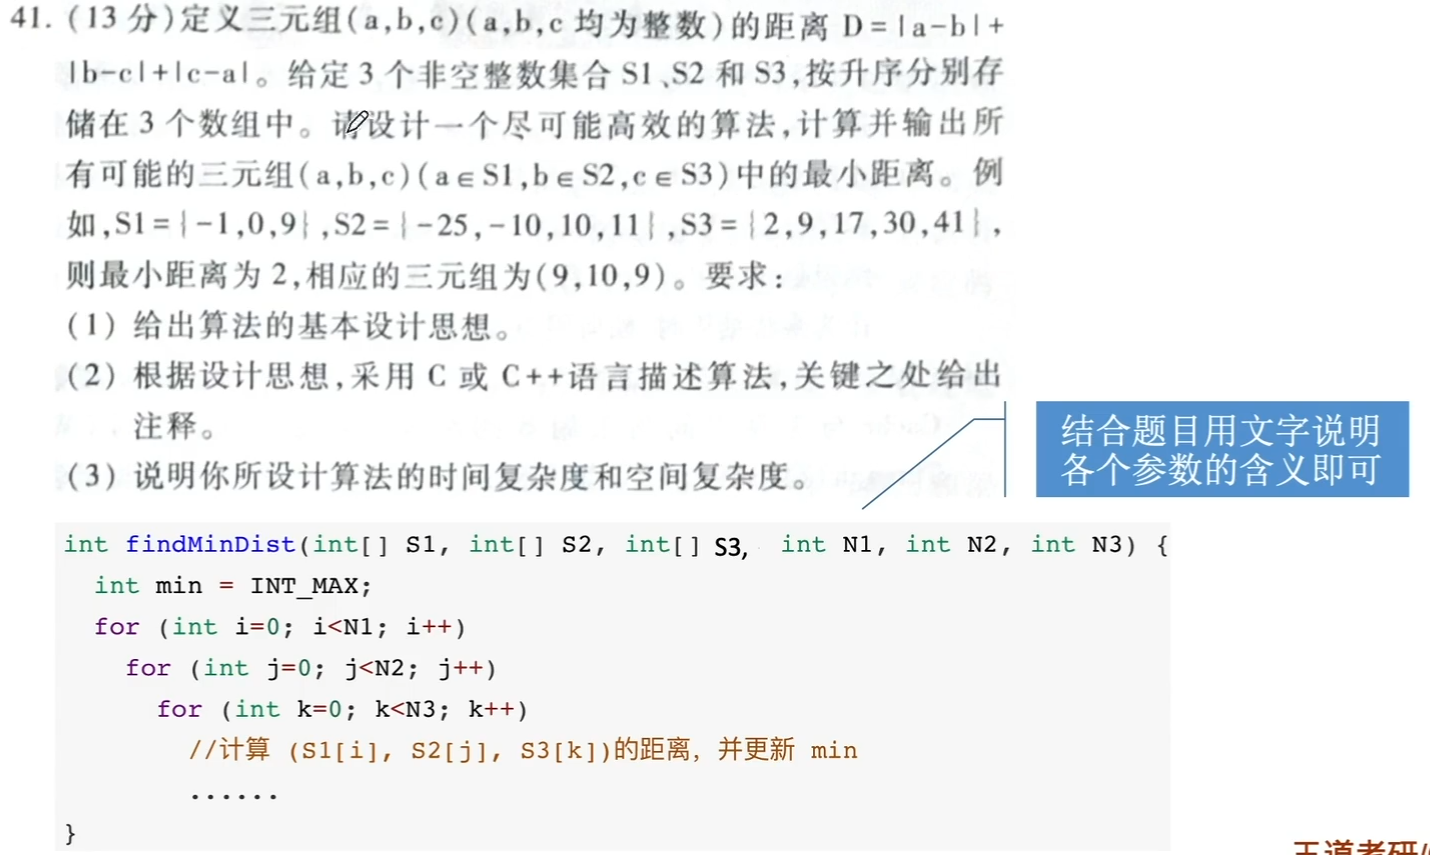 41. (13 分)定义三元组(a,b,c)(a,b,c 均为整数)的距离 D=|a-b|+
|b-c|+|c-a|。给定 3 个非空整数集合 S1、S2 和 S3,按升序分别存
储在 3 个数组中。请设计一个尽可能高效的算法,计算并输出所
有可能的三元组(a,b,c)(a∈S1,b∈S2,c∈S3)中的最小距离。例
如,S1={-1,0,9},S2={-25,-10,10,11},S3={2,9,17,30,41},
则最小距离为 2,相应的三元组为(9,10,9)。要求:
(1) 给出算法的基本设计思想。
(2) 根据设计思想,采用 C 或 C++语言描述算法,关键之处给出
注释。
(3) 说明你所设计算法的时间复杂度和空间复杂度。
结合题目用文字说明
各个参数的含义即可
int findMinDist(int[] S1, int[] S2, int[] S3, int N1, int N2, int N3) {
int min = INT_MAX;
for (int i=0; i<N1; i++)
for (int j=0; j<N2; j++)
for (int k=0; k<N3; k++)
//计算 (S1[i], S2[j], S3[k])的距离，并更新 min
......
}
王道考研/